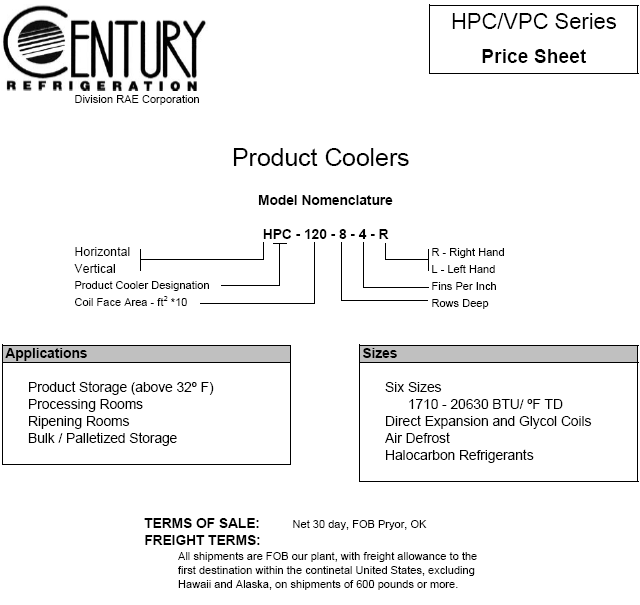 CENTURY
REFRIGERATION
Division RAE Corporation
HPC/VPC Series
Price Sheet
Product Coolers
Model Nomenclature
HPC - 120 - 8 - 4 - R
Horizontal
Vertical
Product Cooler Designation
Coil Face Area - ft² *10
R - Right Hand
L - Left Hand
Fins Per Inch
Rows Deep
Applications
Product Storage (above 32º F)
Processing Rooms
Ripening Rooms
Bulk / Palletized Storage
Sizes
Six Sizes
1710 - 20630 BTU/ ºF TD
Direct Expansion and Glycol Coils
Air Defrost
Halocarbon Refrigerants
TERMS OF SALE: Net 30 day, FOB Pryor, OK
FREIGHT TERMS:
All shipments are FOB our plant, with freight allowance to the
first destination within the continetal United States, excluding
Hawaii and Alaska, on shipments of 600 pounds or more.